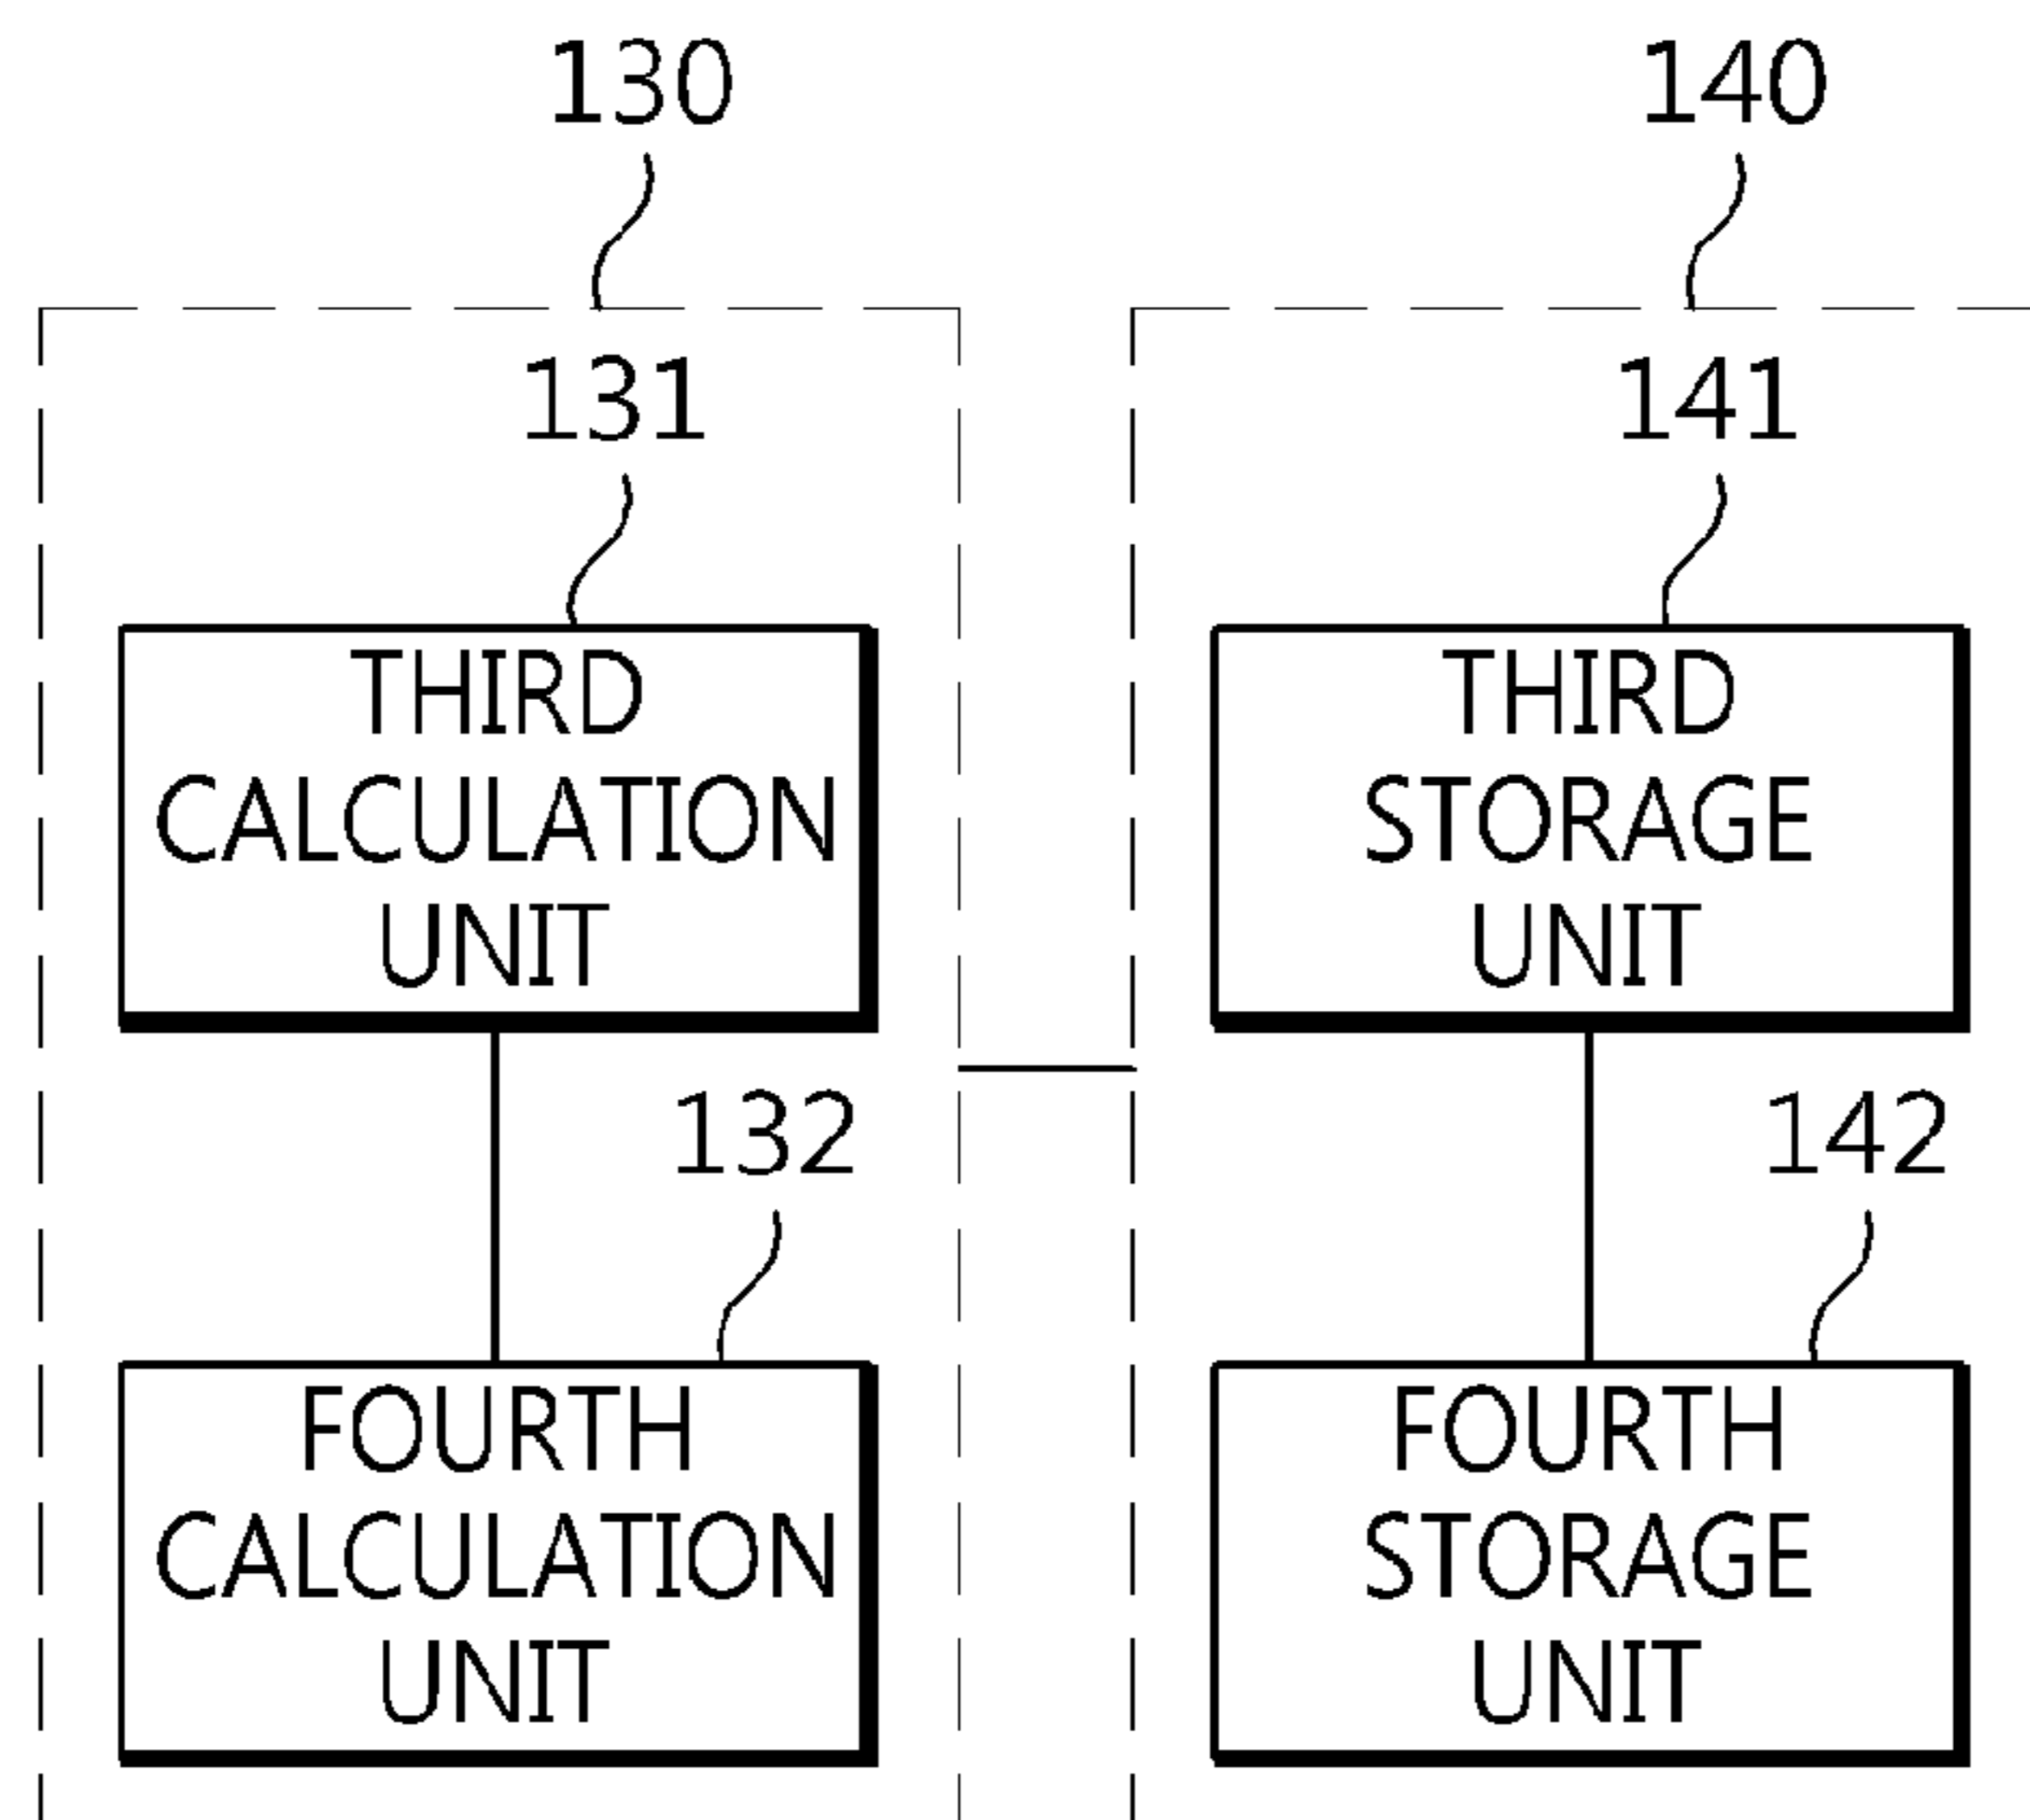 130
131
THIRD
CALCULATION
UNIT
132
FOURTH
CALCULATION
UNIT
140
141
THIRD
STORAGE
UNIT
142
FOURTH
STORAGE
UNIT